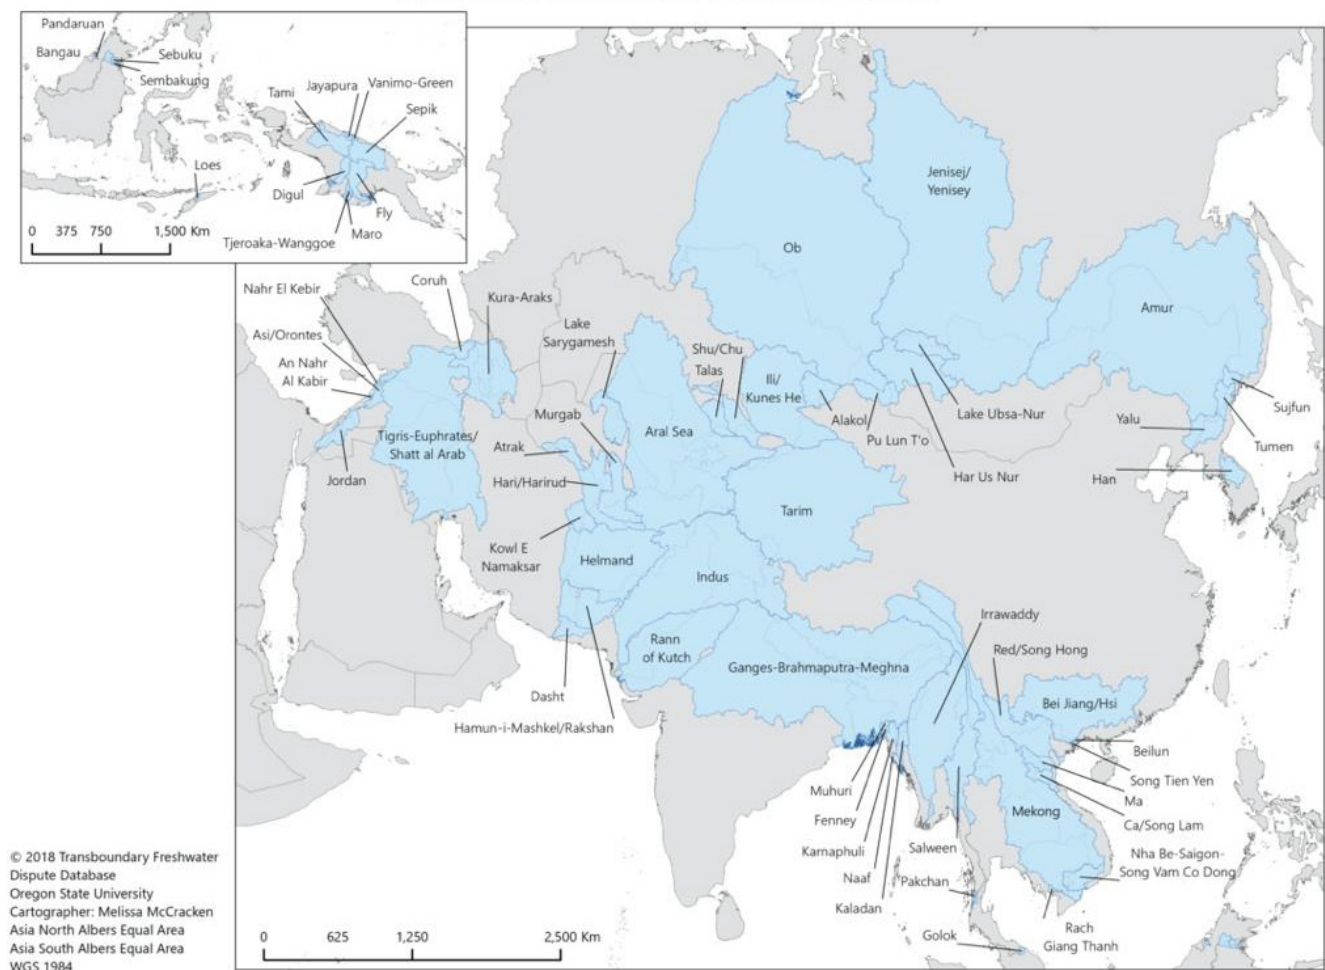 Pandaruan
Bangau
Sebuku
Sembakung
Tami
Jayapura
Vanimo-Green
Sepik
Loes
Digul
Fly
Maro
Tjeroaka-Wanggoe
0 375 750 1,500 Km
Jenisej/
Yenisey
Ob
Amur
Nahr El Kebir
Coruh
Kura-Araks
Asi/Orontes
An Nahr
Al Kabir
Lake
Sarygamesh
Shu/Chu
Talas
Ili/
Kunes He
Alakol
Pu Lun T'o
Lake Ubsa-Nur
Har Us Nur
Yalu
Sujfun
Tumen
Han
Murgab
Aral Sea
Tigris-Euphrates/
Shatt al Arab
Atrak
Jordan
Hari/Harirud
Tarim
Kowl E
Namaksar
Helmand
Indus
Irrawaddy
Rann
of Kutch
Ganges-Brahmaputra-Meghna
Red/Song Hong
Bei Jiang/Hsi
Dasht
Hamun-i-Mashkel/Rakshan
Beilun
Song Tien Yen
Muhuri
Ma
Fenney
Mekong
Ca/Song Lam
Karnaphuli
Salween
Nha Be-Saigon-
Song Vam Co Dong
Naaf
Pakchan
Kaladan
Rach
Giang Thanh
Golok
0 625 1,250 2,500 Km
© 2018 Transboundary Freshwater
Dispute Database
Oregon State University
Cartographer: Melissa McCracken
Asia North Albers Equal Area
Asia South Albers Equal Area
WGS 1984